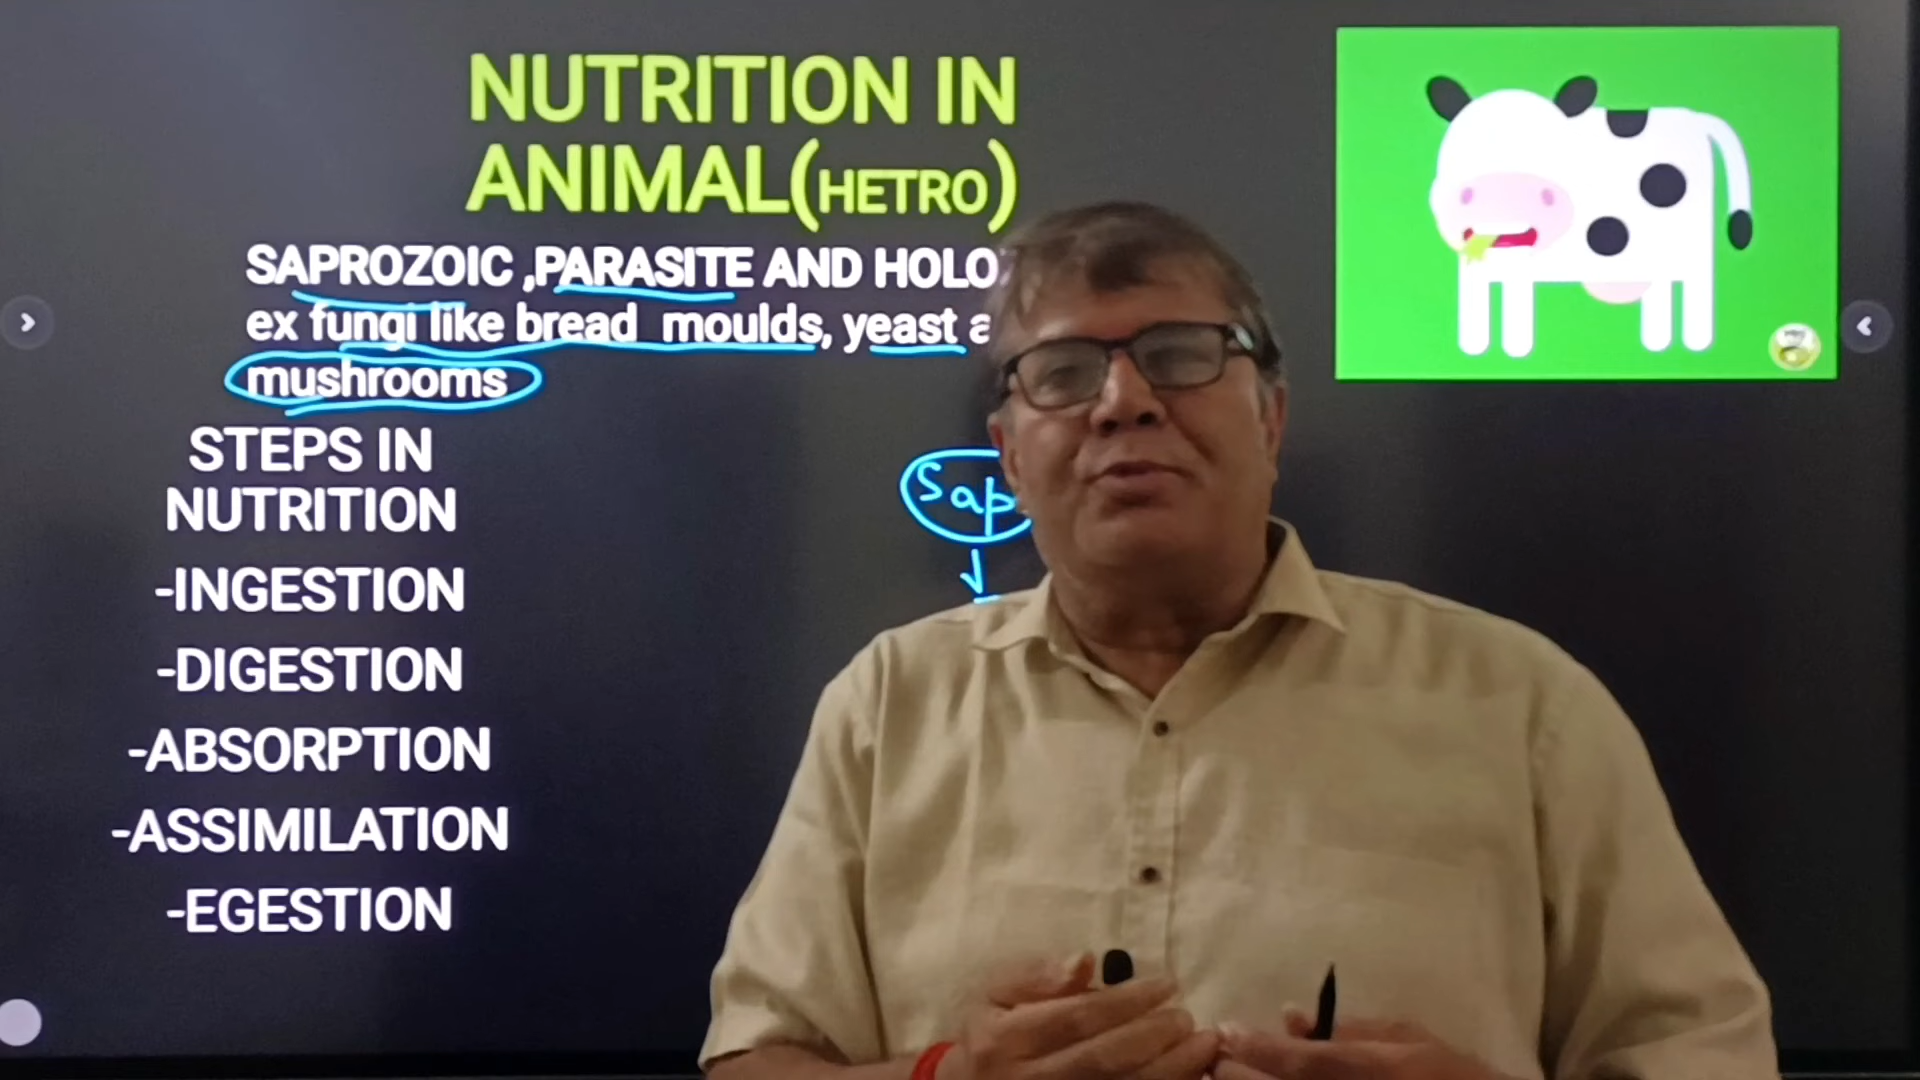 NUTRITION IN
ANIMAL(HETRO)
SAPROZOIC ,PARASITE AND
ex fungi like bread moulds, yeast
mushrooms
STEPS IN
NUTRITION
-INGESTION
-DIGESTION
-ABSORPTION
-ASSIMILATION
-EGESTION
Sap